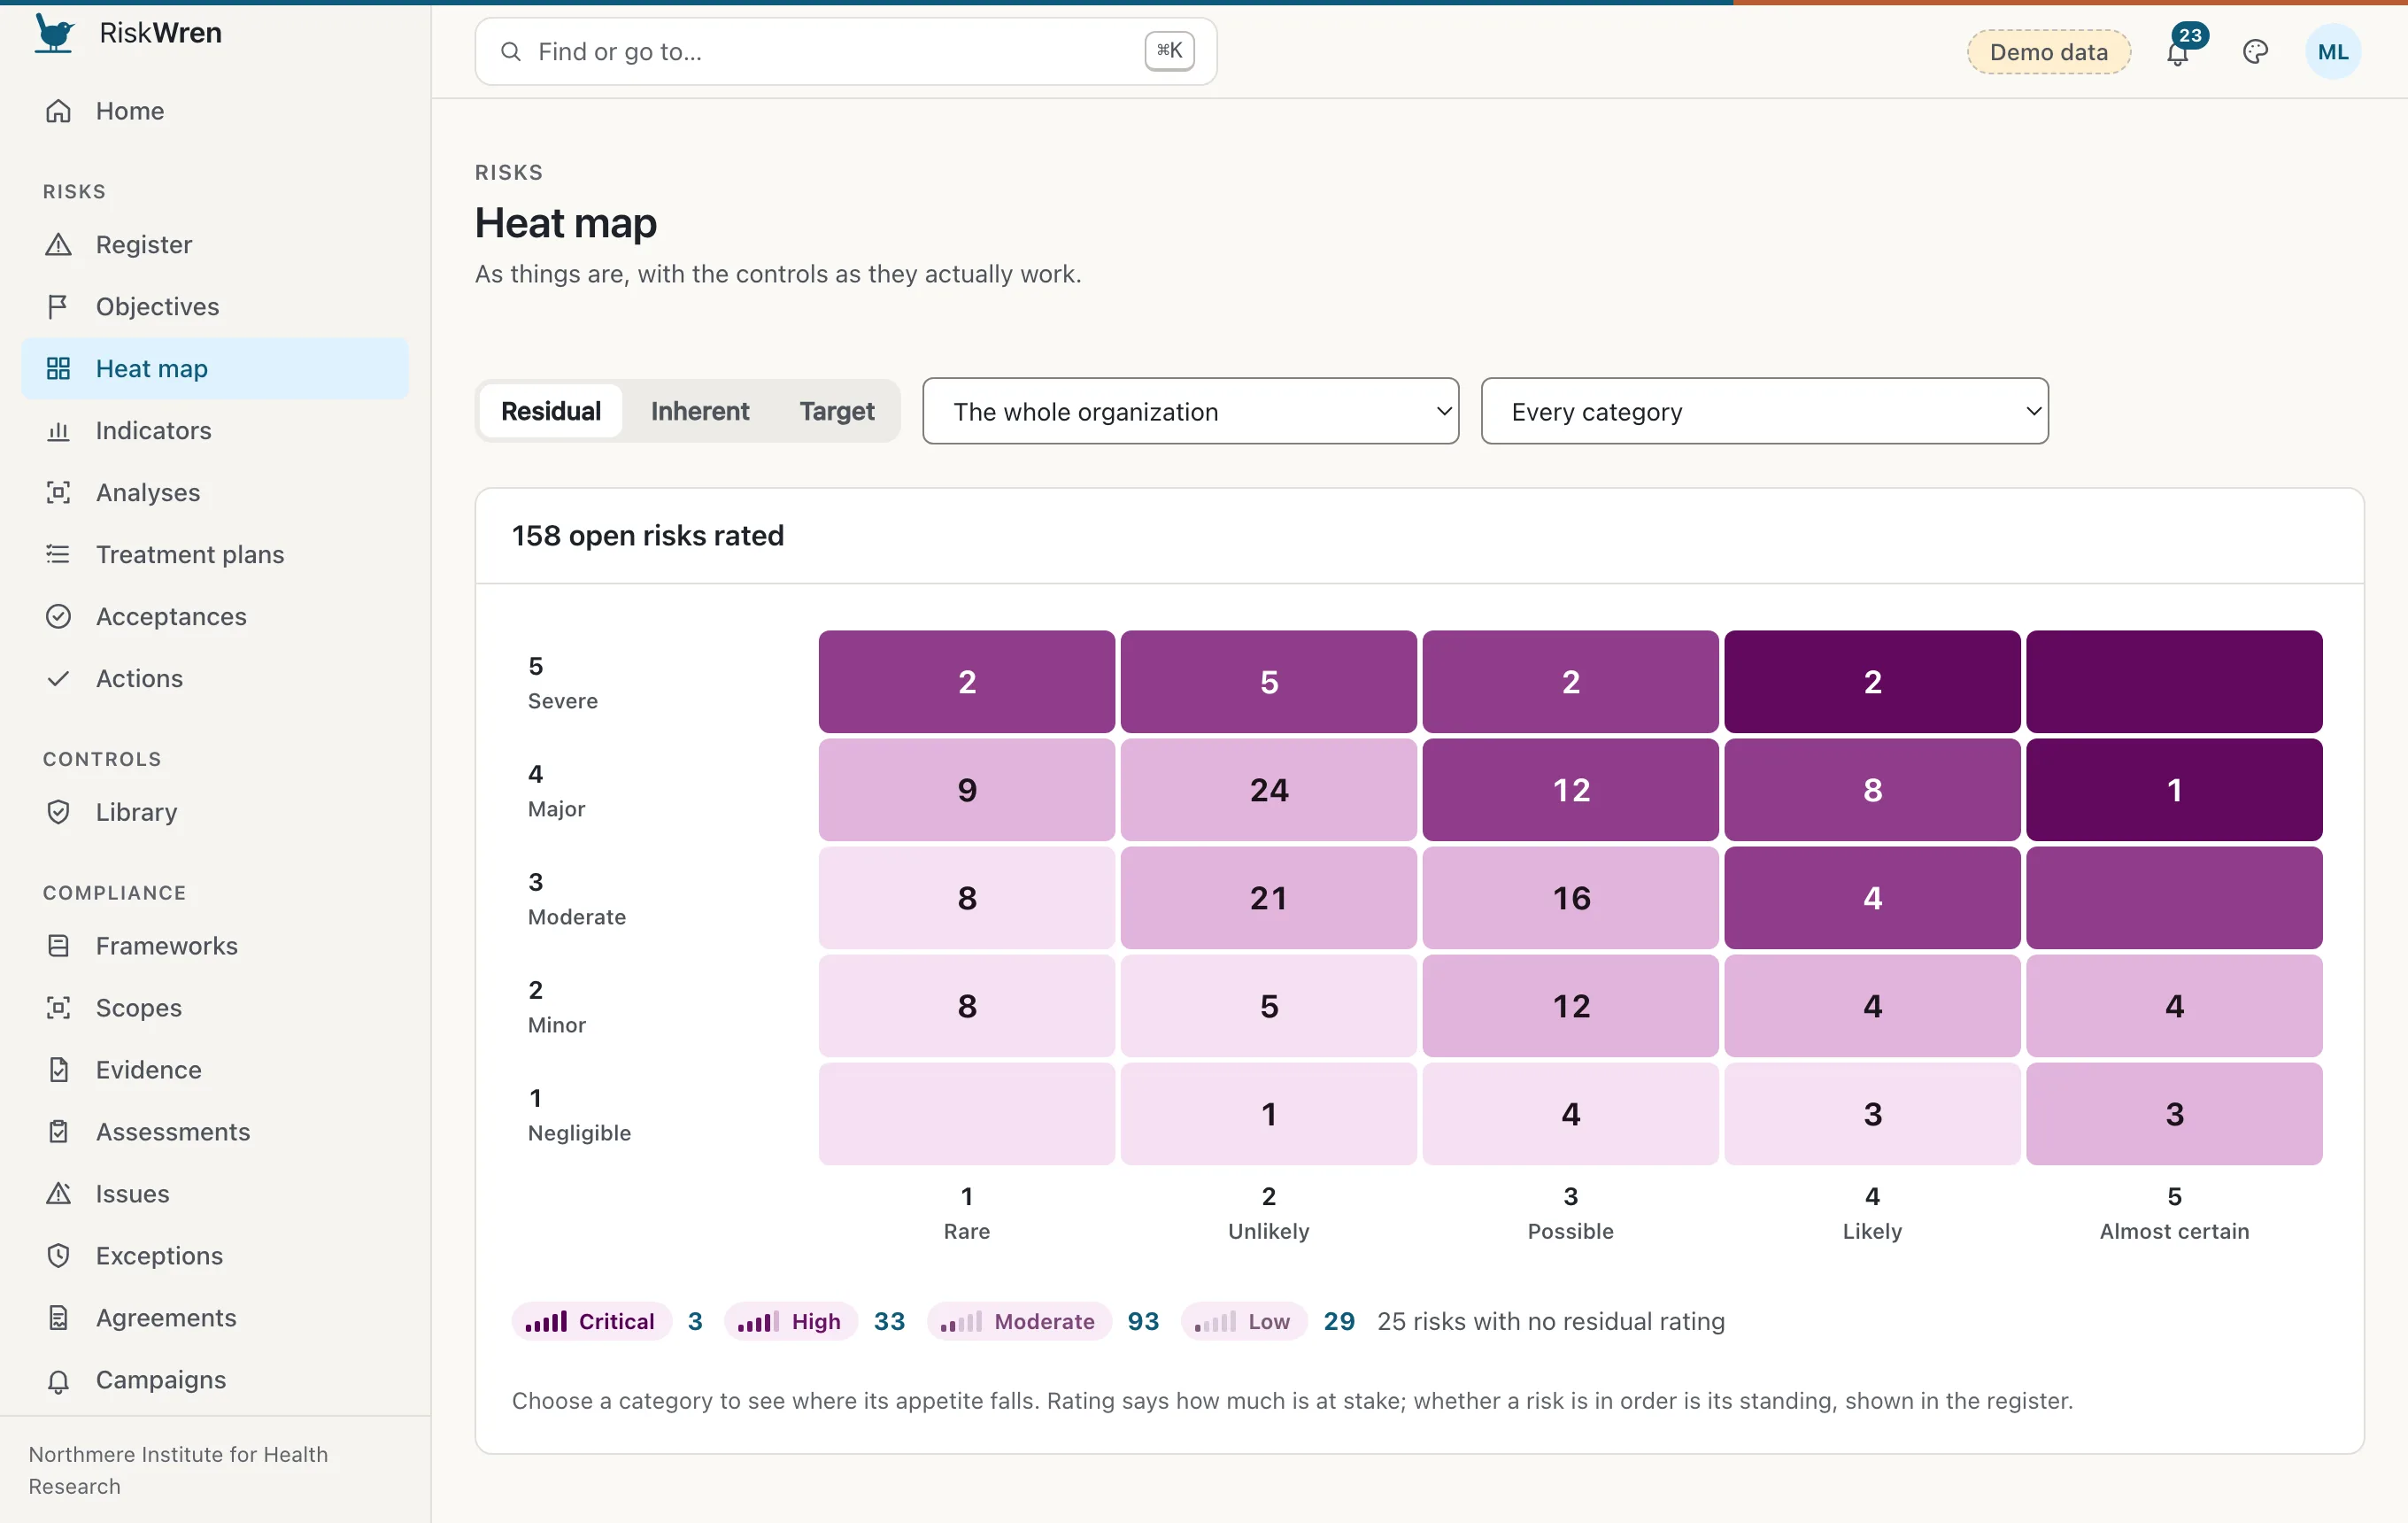 RiskWren
Find or go to...
⌘K
Demo data
23
ML
Home
RISKS
Register
Objectives
Heat map
Indicators
Analyses
Treatment plans
Acceptances
Actions
CONTROLS
Library
COMPLIANCE
Frameworks
Scopes
Evidence
Assessments
Issues
Exceptions
Agreements
Campaigns
Northmere Institute for Health
Research
RISKS
Heat map
As things are, with the controls as they actually work.
Residual Inherent Target
The whole organization
Every category
158 open risks rated
5
Severe
2 5 2 2
4
Major
9 24 12 8 1
3
Moderate
8 21 16 4
2
Minor
8 5 12 4 4
1
Negligible
1 4 3 3
1 2 3 4 5
Rare Unlikely Possible Likely Almost certain
Critical 3 High 33 Moderate 93 Low 29 25 risks with no residual rating
Choose a category to see where its appetite falls. Rating says how much is at stake; whether a risk is in order is its standing, shown in the register.